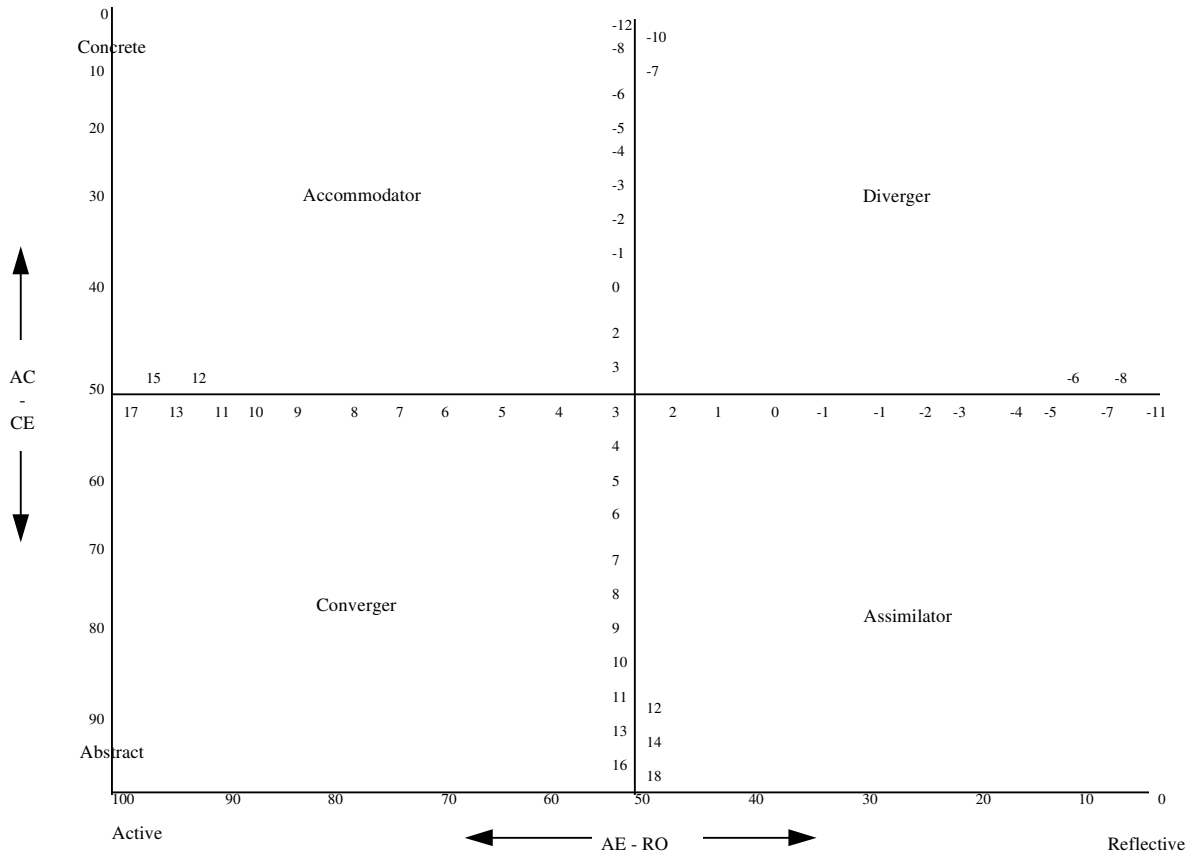 0 -12 -10
Concrete -8
10 -7
-6
20 -5
-4
-3
30 Accommodator Diverger
-2
-1
40 0
2
3
AC 15 12 -6 -8
50
-
17 13 11 10 9 8 7 6 5 4 3 2 1 0 -1 -1 -2 -3 -4 -5 -7 -11
CE
4
60 5
6
70 7
8
Converger Assimilator
80 9
10
11 12
90 13
14
Abstract 16
18
100 90 80 70 60 50 40 30 20 10 0
Active AE - RO Reflective